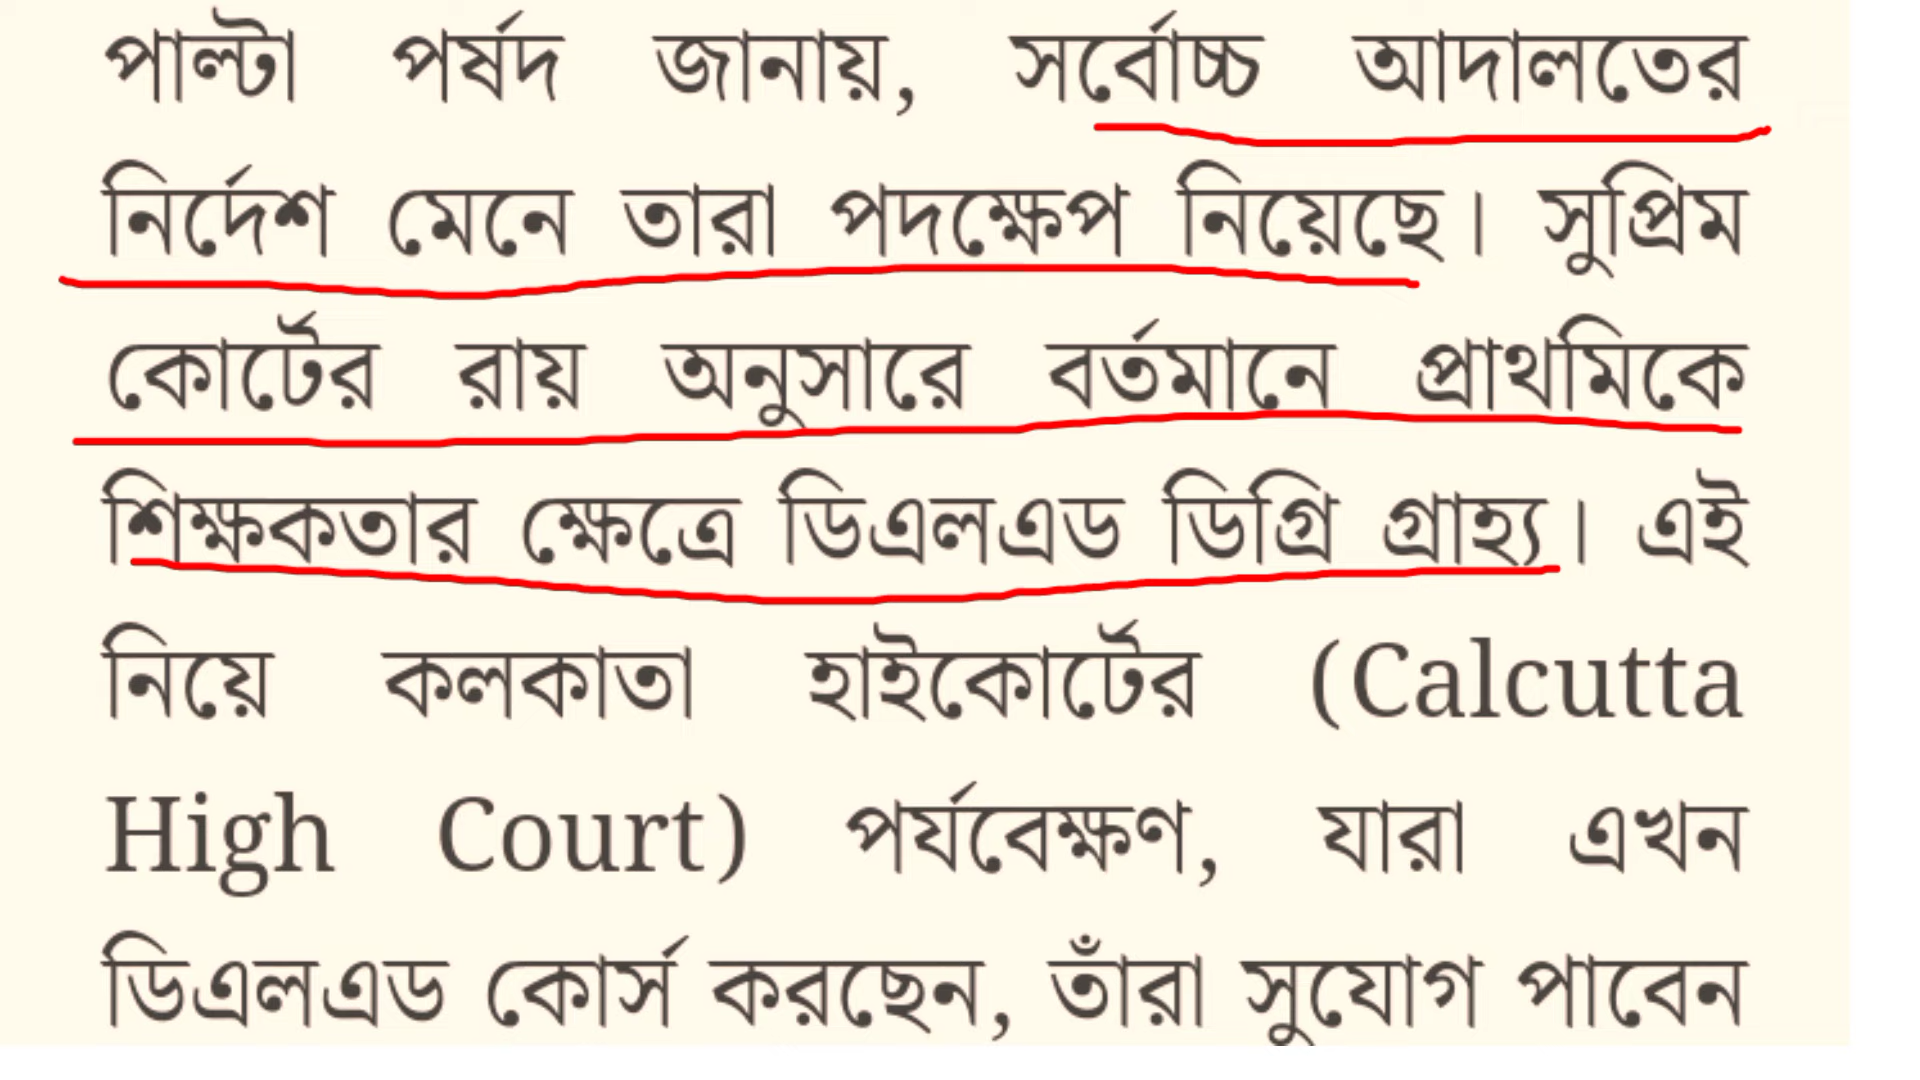 পাল্টা পর্ষদ জানায়, সর্বোচ্চ আদালতের
নির্দেশ মেনে তারা পদক্ষেপ নিয়েছে। সুপ্রিম
কোর্টের রায় অনুসারে বর্তমানে প্রাথমিকে
শিক্ষকতার ক্ষেত্রে ডিএলএড ডিগ্রি গ্রাহ্য। এই
নিয়ে কলকাতা হাইকোর্টের (Calcutta
High Court) পর্যবেক্ষণ, যারা এখন
ডিএলএড কোর্স করছেন, তাঁরা সুযোগ পাবেন